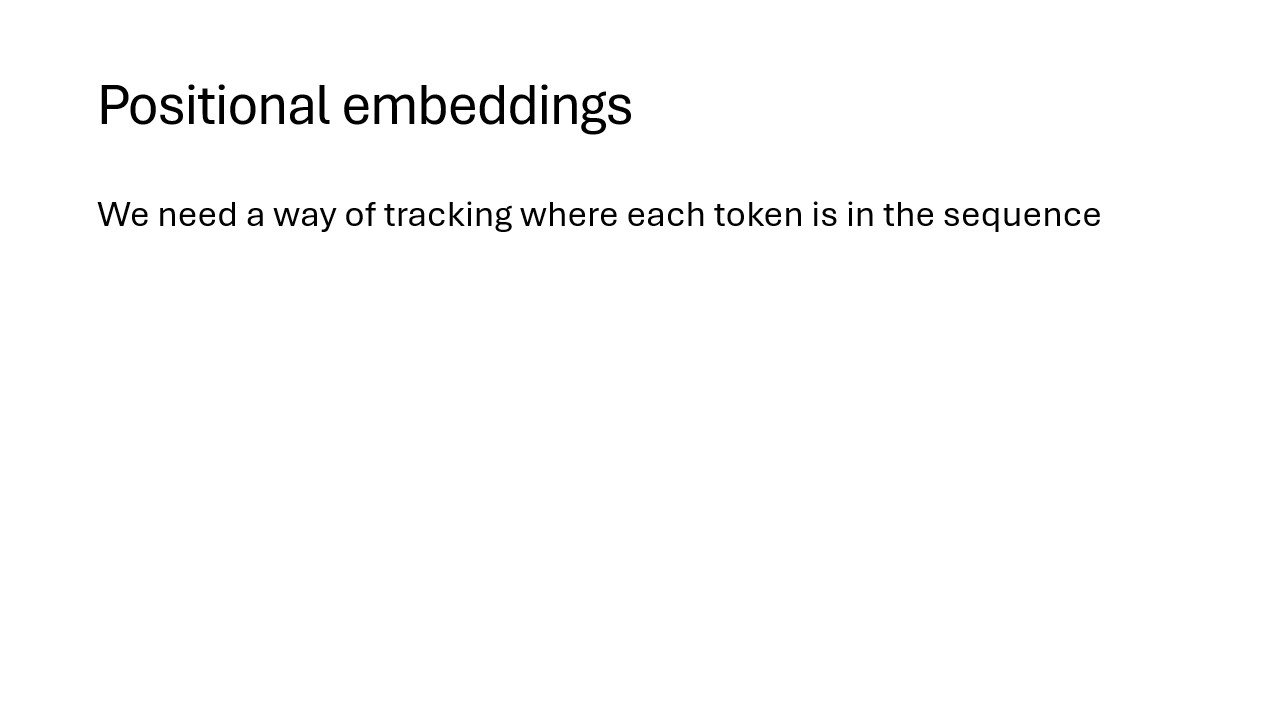 Positional embeddings
We need a way of tracking where each token is in the sequence